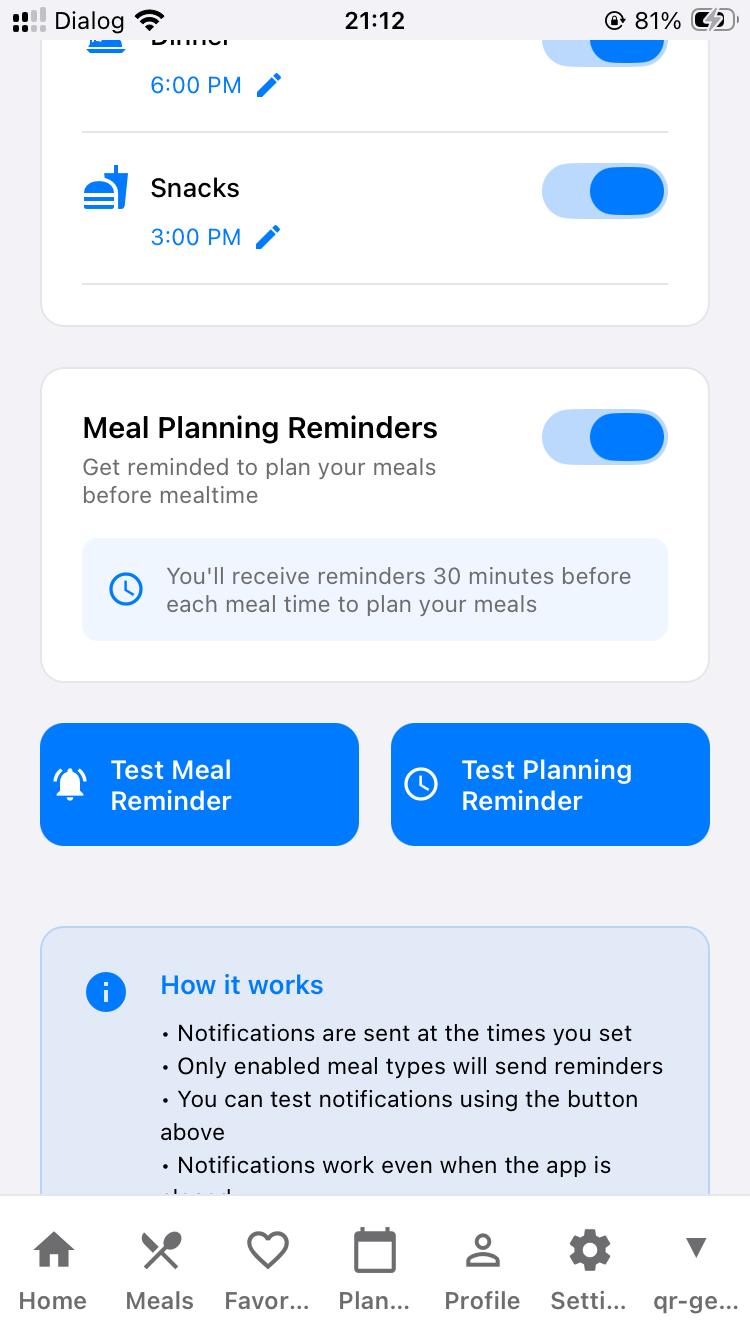 Dialog 21:12 81%
Dinner
6:00 PM
Snacks
3:00 PM
Meal Planning Reminders
Get reminded to plan your meals
before mealtime
You'll receive reminders 30 minutes before
each meal time to plan your meals
Test Meal
Reminder
Test Planning
Reminder
How it works
• Notifications are sent at the times you set
• Only enabled meal types will send reminders
• You can test notifications using the button
above
• Notifications work even when the app is
Home Meals Favor... Plan... Profile Setti... qr-ge...